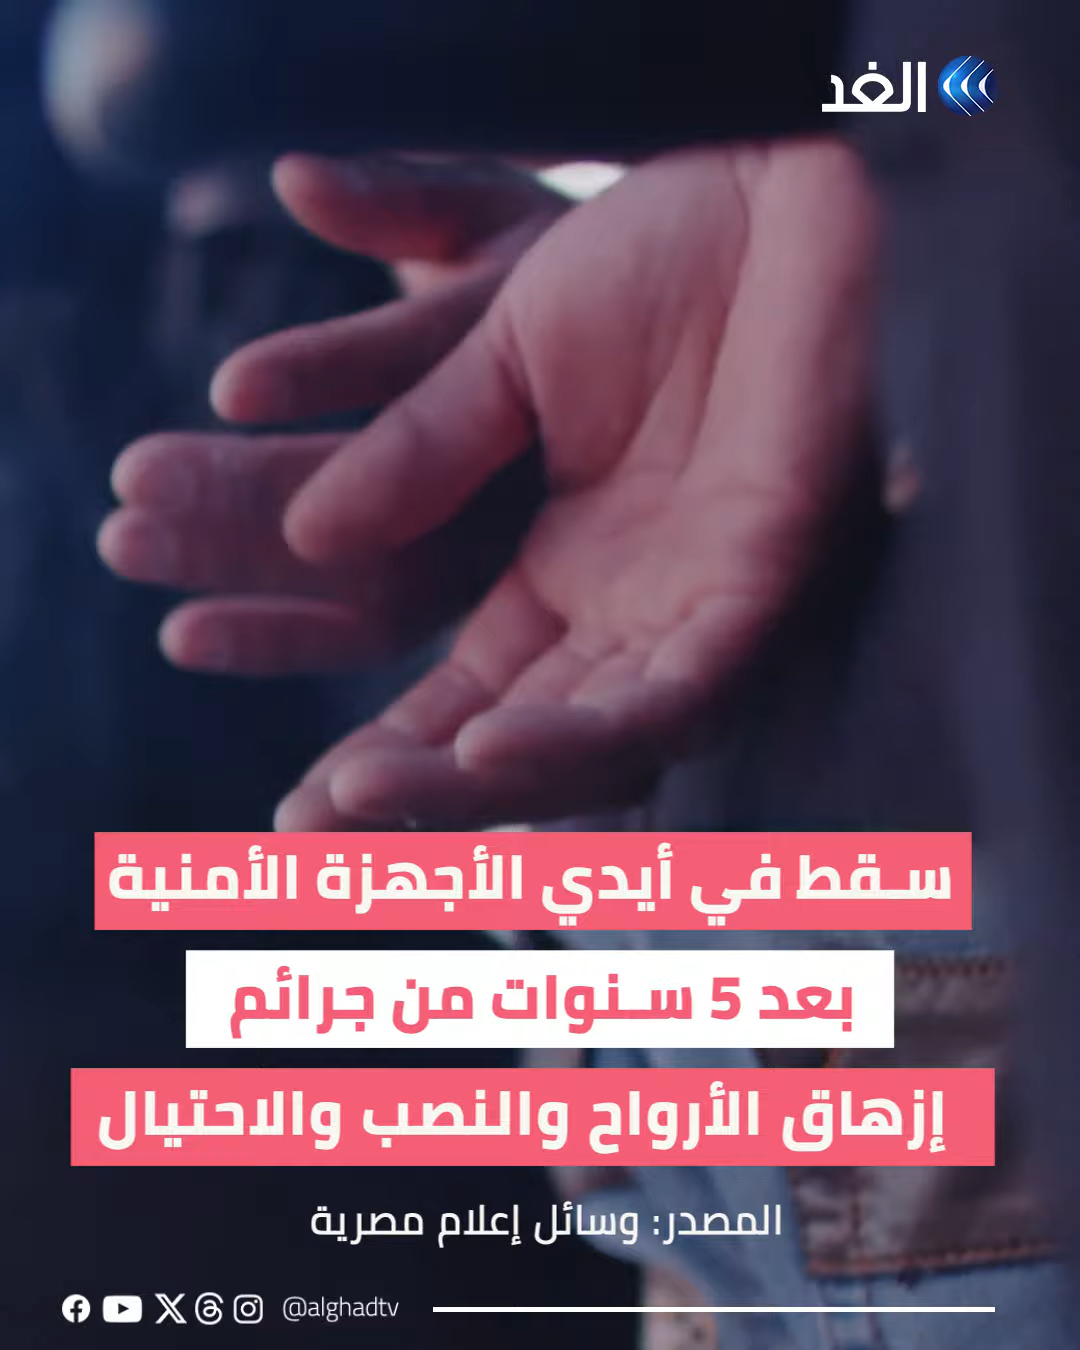 الغد
سقط في أيدي الأجهزة الأمنية
بعد 5 سنوات من جرائم
إزهاق الأرواح والنصب والاحتيال
المصدر: وسائل إعلام مصرية
@alghadtv